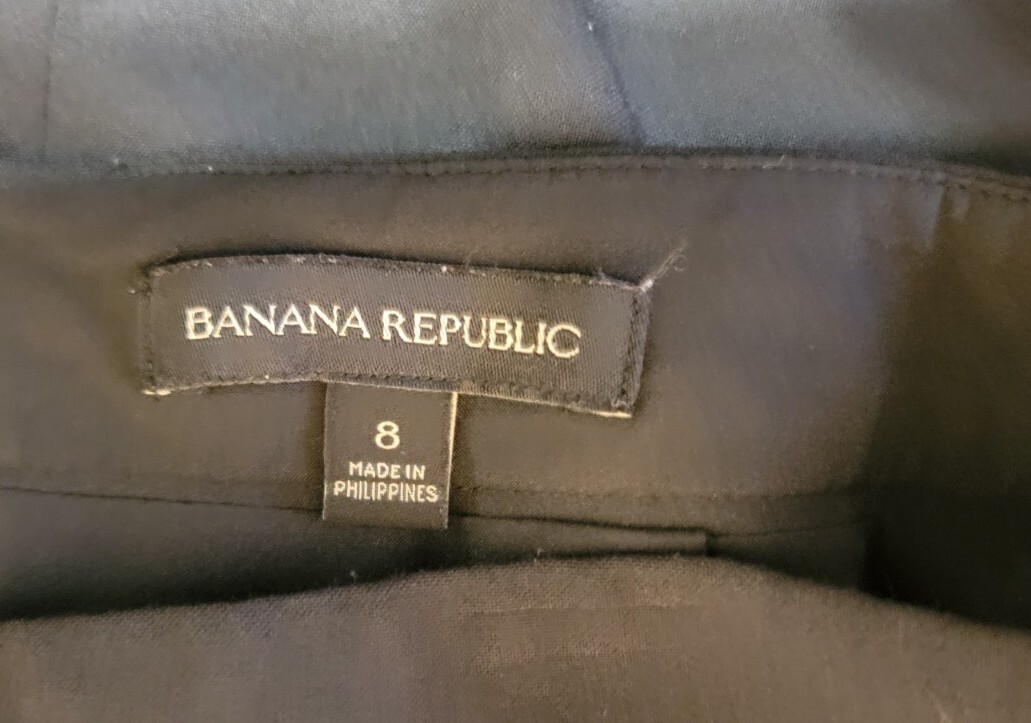 BANANA REPUBLIC
8
MADE IN
PHILIPPINES